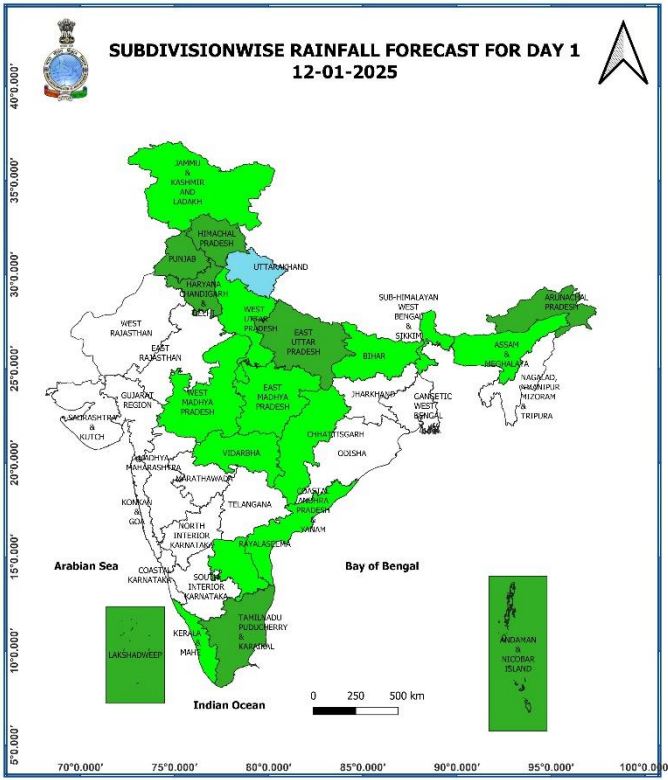 SUBDIVISIONWISE RAINFALL FORECAST FOR DAY 1
12-01-2025
40°0.000'
35°0.000'
30°0.000'
25°0.000'
20°0.000'
15°0.000'
10°0.000'
5°0.000'
JAMMU
&
KASHMIR
AND
LADAKH
HIMACHAL
PRADESH
PUNJAB
UTTARAKHAND
HARYANA
CHANDIGARH
&
DELHI
WEST
UTTAR
PRADESH
EAST
UTTAR
PRADESH
WEST
RAJASTHAN
EAST
RAJASTHAN
SUB-HIMALAYAN
WEST
BENGAL
&
SIKKIM
ARUNACHAL
PRADESH
ASSAM
&
MEGHALAYA
BIHAR
NAGALAD,
MANIPUR
MIZORAM
&
TRIPURA
JHARKHAND
GANGETIC
WEST
BENGAL
GUJARAT
REGION
SAURASHTRA
&
KUTCH
WEST
MADHYA
PRADESH
EAST
MADHYA
PRADESH
CHHATTISGARH
ODISHA
VIDARBHA
MADHYA
MAHARASHTRA
MARATHAWADA
KONKAN
&
GOA
TELANGANA
COASTAL
ANDHRA
PRADESH
&
YANAM
NORTH
INTERIOR
KARNATAKA
RAYALASEEMA
COASTAL
KARNATAKA
SOUTH
INTERIOR
KARNATAKA
Arabian Sea
Bay of Bengal
TAMILNADU
PUDUCHERRY
&
KARAIKAL
KERALA
&
MAHE
LAKSHADWEEP
ANDAMAN
&
NICOBAR
ISLAND
Indian Ocean
0 250 500 km
70°0.000' 75°0.000' 80°0.000' 85°0.000' 90°0.000' 95°0.000' 100°0.000'